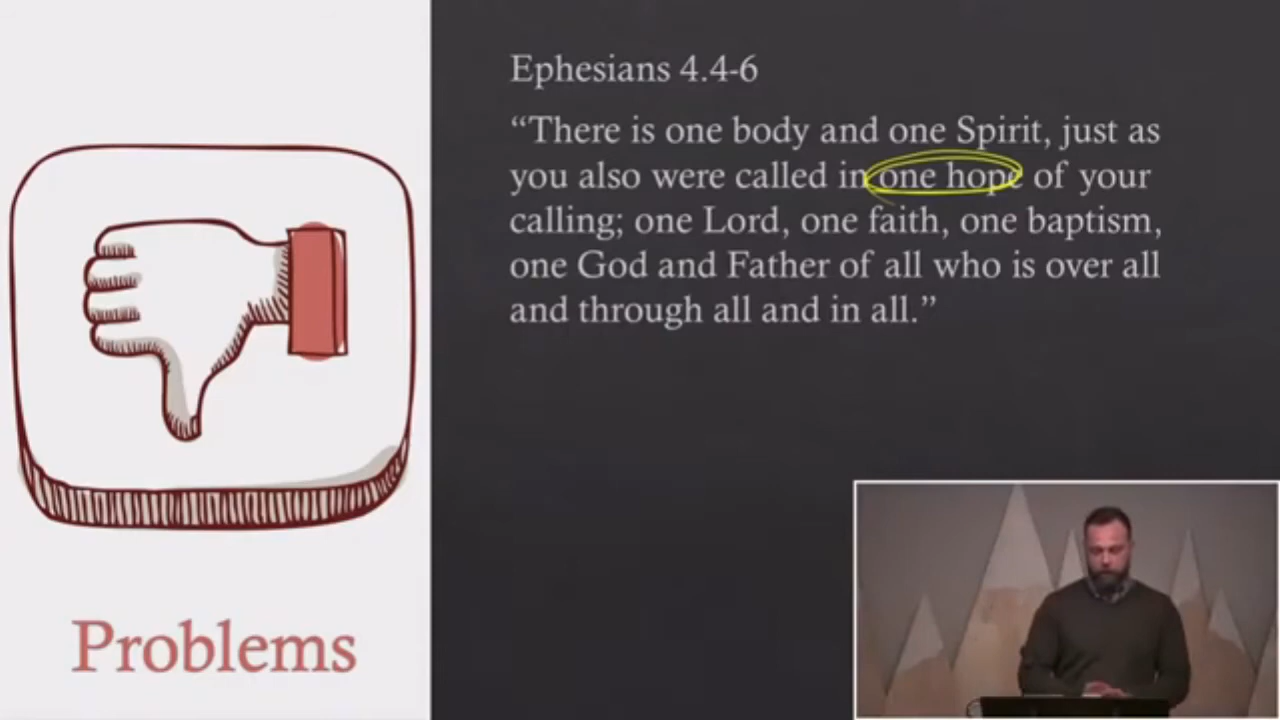 Ephesians 4.4-6
“There is one body and one Spirit, just as
you also were called in one hope of your
calling; one Lord, one faith, one baptism,
one God and Father of all who is over all
and through all and in all.”
Problems